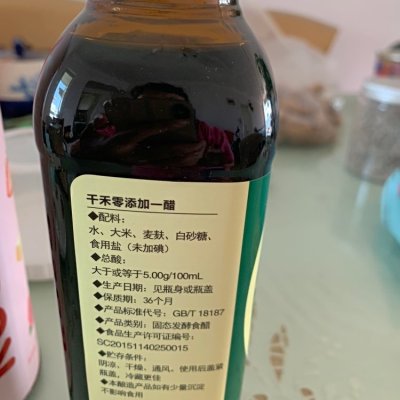 千禾零添加一醋
◆配料：
水、大米、麦麸、白砂糖、
食用盐（未加碘）
◆总酸：
大于或等于5.00g/100mL
◆生产日期：见瓶身或瓶盖
◆保质期：36个月
◆产品标准代号：GB/T 18187
◆产品类别：固态发酵食醋
◆食品生产许可证编号：
SC20151140250015
◆贮存条件：
阴凉、干燥、通风，使用后盖紧
瓶盖，冷藏更佳
◆本酿造产品如有少量沉淀
不影响食用